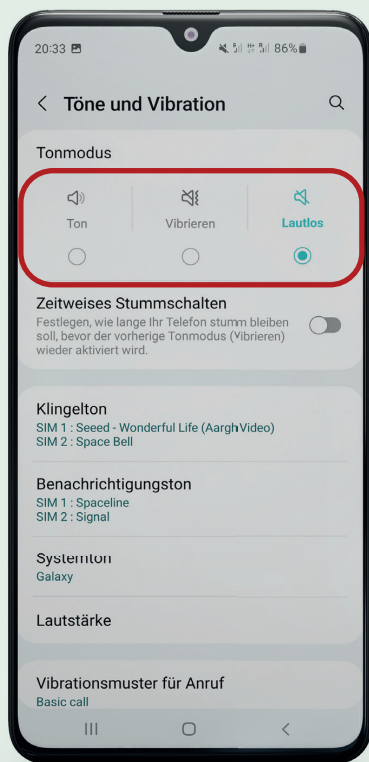 20:33 86%
< Töne und Vibration
Tonmodus
Ton Vibrieren Lautlos
Zeitweises Stummschalten
Festlegen, wie lange Ihr Telefon stumm bleiben
soll, bevor der vorherige Tonmodus (Vibrieren)
wieder aktiviert wird.
Klingelton
SIM 1 : Seeed - Wonderful Life (Aargh Video)
SIM 2 : Space Bell
Benachrichtigungston
SIM 1 : Spaceline
SIM 2 : Signal
Systemton
Galaxy
Lautstärke
Vibrationsmuster für Anruf
Basic call